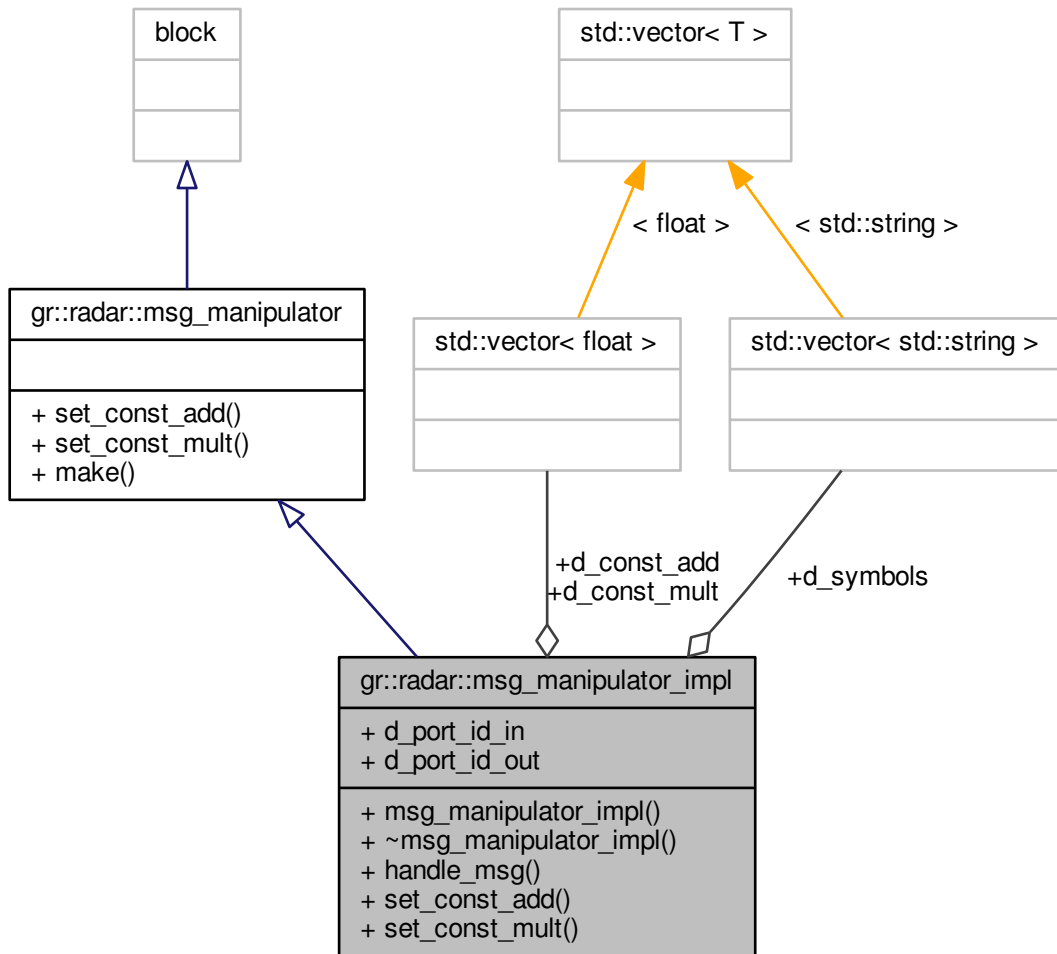 block
std::vector< T >
< float >
< std::string >
gr::radar::msg_manipulator
+ set_const_add()
+ set_const_mult()
+ make()
std::vector< float >
std::vector< std::string >
+d_const_add
+d_const_mult
+d_symbols
gr::radar::msg_manipulator_impl
+ d_port_id_in
+ d_port_id_out
+ msg_manipulator_impl()
+ ~msg_manipulator_impl()
+ handle_msg()
+ set_const_add()
+ set_const_mult()